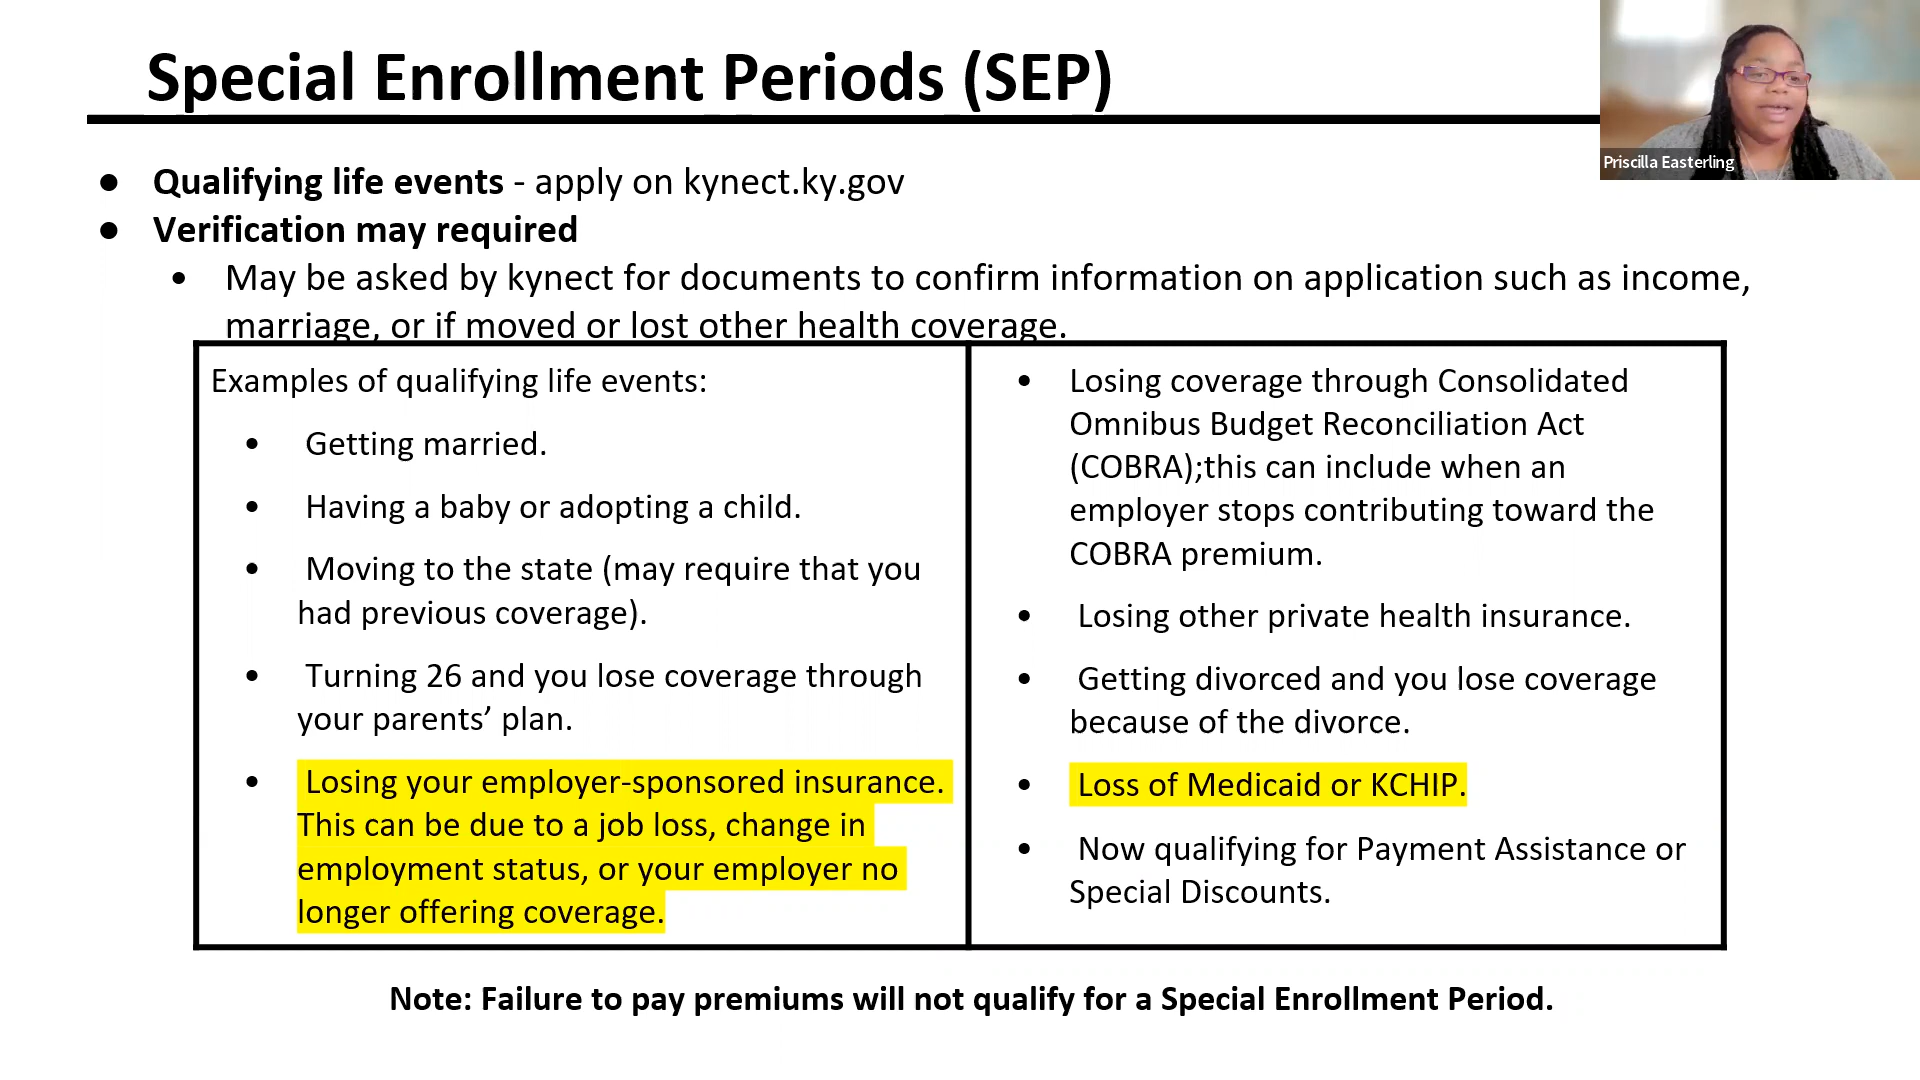 Special Enrollment Periods (SEP)
Priscilla Easterling
● Qualifying life events - apply on kynect.ky.gov
● Verification may required
• May be asked by kynect for documents to confirm information on application such as income,
marriage, or if moved or lost other health coverage.
Examples of qualifying life events:
• Getting married.
• Having a baby or adopting a child.
• Moving to the state (may require that you
had previous coverage).
• Turning 26 and you lose coverage through
your parents’ plan.
• Losing your employer-sponsored insurance.
This can be due to a job loss, change in
employment status, or your employer no
longer offering coverage.
• Losing coverage through Consolidated
Omnibus Budget Reconciliation Act
(COBRA);this can include when an
employer stops contributing toward the
COBRA premium.
• Losing other private health insurance.
• Getting divorced and you lose coverage
because of the divorce.
• Loss of Medicaid or KCHIP.
• Now qualifying for Payment Assistance or
Special Discounts.
Note: Failure to pay premiums will not qualify for a Special Enrollment Period.